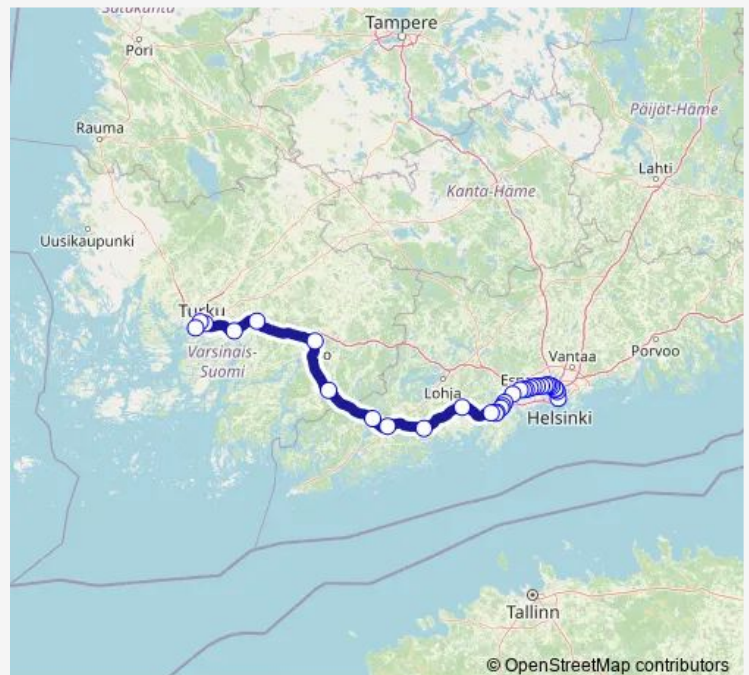 Satakunta
Tampere
Pori
Päijät-Häme
Rauma
Lahti
Kanta-Häme
Uusikaupunki
Turku
Varsinais-
Suomi
Vantaa
Porvoo
Lohja
Helsinki
Tallinn
© OpenStreetMap contributors